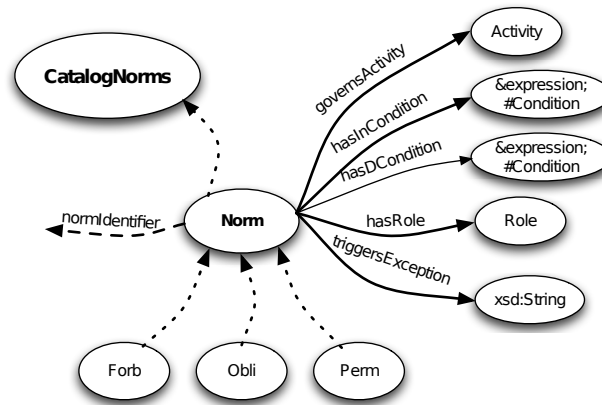 Activity
CatalogNorms
governsActivity
&expression;
#Condition
hasInCondition
&expression;
#Condition
hasDCondition
normIdentifier
Norm
hasRole
Role
triggersException
xsd:String
Forb
Obli
Perm